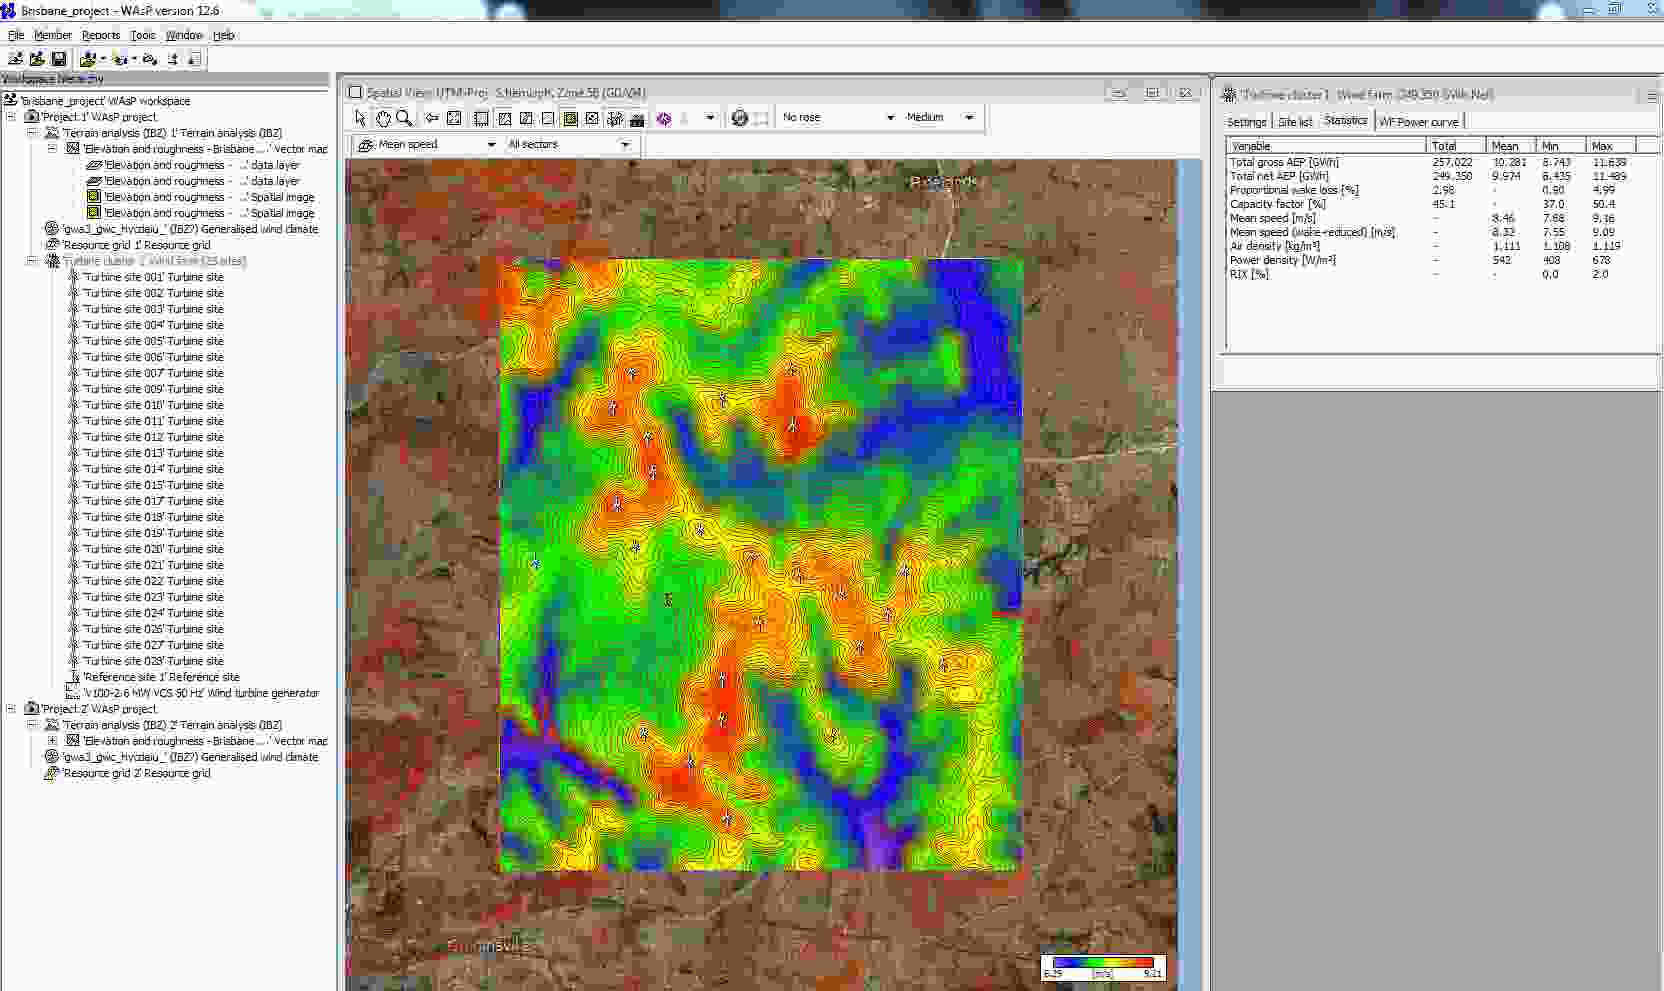 Brisbane_project - WAsP version 12.6
File Member Reports Tools Window Help
Workspace hierarchy
'Brisbane_project' WAsP workspace
'Project 1' WAsP project
'Terrain analysis (IBZ) 1' Terrain analysis (IBZ)
'Elevation and roughness - Brisbane ....' Vector map
'Elevation and roughness - ...' data layer
'Elevation and roughness - ...' data layer
'Elevation and roughness - ...' Spatial image
'Elevation and roughness - ...' Spatial image
(IBZ) Generalised wind climate
'Resource grid 1' Resource grid
'Turbine cluster 1' Wind farm (25 sites)
'Turbine site 001' Turbine site
'Turbine site 002' Turbine site
'Turbine site 003' Turbine site
'Turbine site 004' Turbine site
'Turbine site 005' Turbine site
'Turbine site 006' Turbine site
'Turbine site 007' Turbine site
'Turbine site 009' Turbine site
'Turbine site 010' Turbine site
'Turbine site 011' Turbine site
'Turbine site 012' Turbine site
'Turbine site 013' Turbine site
'Turbine site 014' Turbine site
'Turbine site 015' Turbine site
'Turbine site 017' Turbine site
'Turbine site 018' Turbine site
'Turbine site 019' Turbine site
'Turbine site 020' Turbine site
'Turbine site 021' Turbine site
'Turbine site 022' Turbine site
'Turbine site 023' Turbine site
'Turbine site 024' Turbine site
'Turbine site 026' Turbine site
'Turbine site 027' Turbine site
'Turbine site 028' Turbine site
'Reference site 1' Reference site
'V100-2.6 MW VCS 50 Hz' Wind turbine generator
'Project 2' WAsP project
'Terrain analysis (IBZ) 2' Terrain analysis (IBZ)
'Elevation and roughness - Brisbane ....' Vector map
(IBZ) Generalised wind climate
'Resource grid 2' Resource grid
Spatial View: UTM-Proj. S.hemisph. Zone 56 (GDA94)
No rose Medium
Mean speed All sectors
6.29 [m/s] 9.21
'Turbine cluster 1' Wind farm (249.350 GWh Net)
Settings Site list Statistics WF Power curve
Variable Total Mean Min Max
Total gross AEP [GWh] 257.022 10.281 8.743 11.639
Total net AEP [GWh] 249.350 9.974 8.435 11.489
Proportional wake loss [%] 2.98 - 0.90 4.99
Capacity factor [%] 45.1 - 37.0 50.4
Mean speed [m/s] - 8.46 7.68 9.16
Mean speed (wake-reduced) [m/s] - 8.32 7.55 9.09
Air density [kg/m³] - 1.111 1.108 1.119
Power density [W/m²] - 542 408 678
RIX [%] - - 0.0 2.0